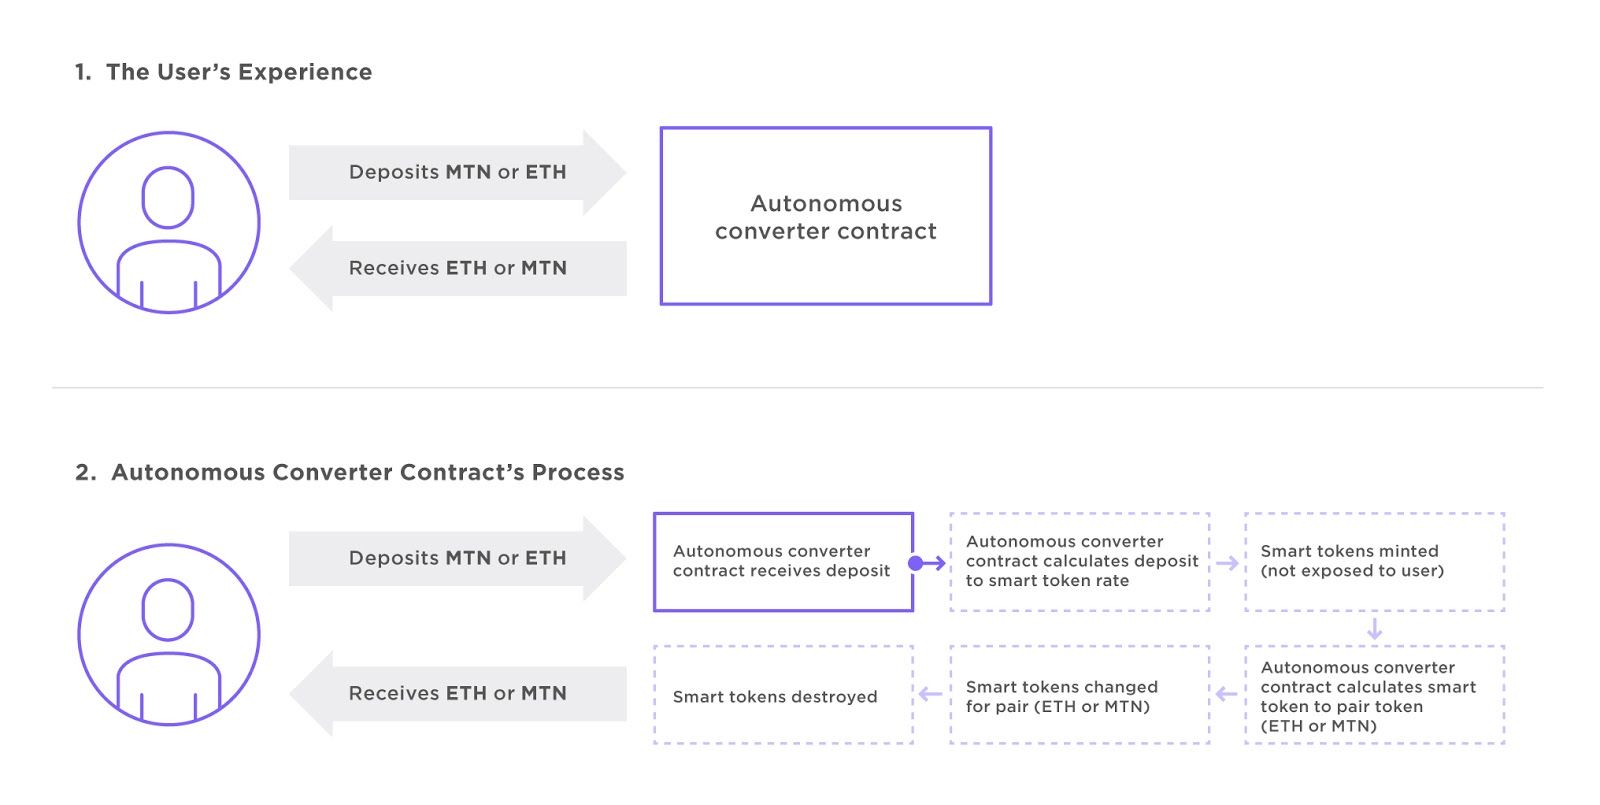 1. The User’s Experience
Deposits MTN or ETH
Autonomous
converter contract
Receives ETH or MTN
2. Autonomous Converter Contract’s Process
Deposits MTN or ETH
Autonomous converter
contract receives deposit
Autonomous converter
contract calculates deposit
to smart token rate
Smart tokens minted
(not exposed to user)
Autonomous converter
contract calculates smart
token to pair token
(ETH or MTN)
Smart tokens changed
for pair (ETH or MTN)
Smart tokens destroyed
Receives ETH or MTN